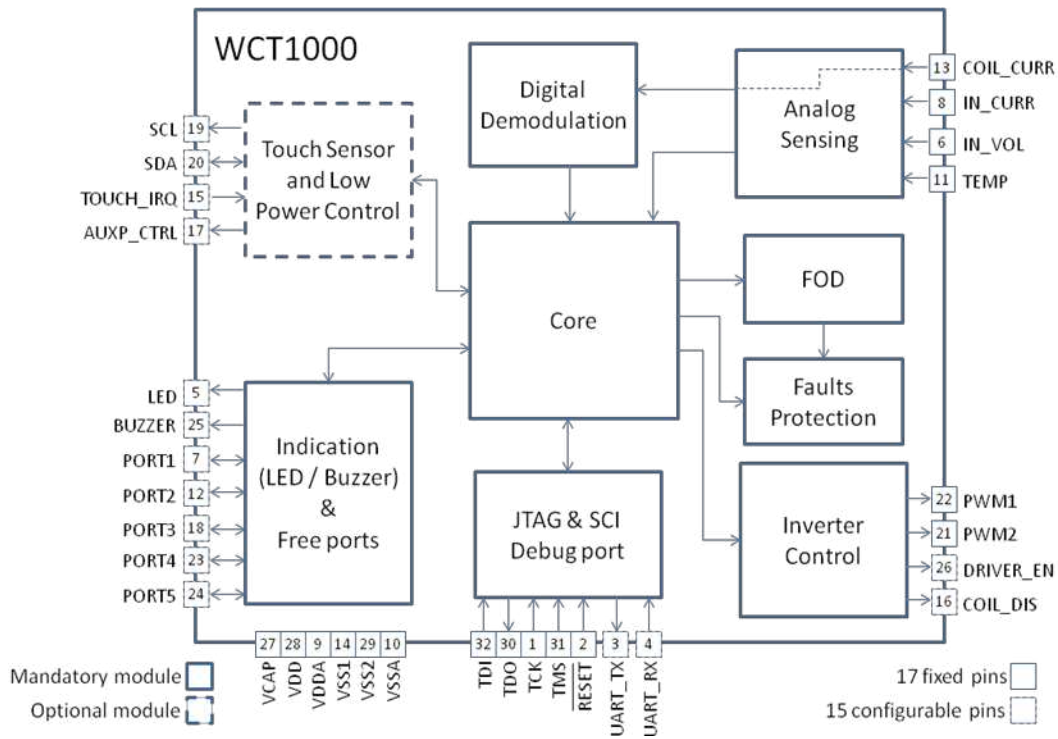 WCT1000
Digital
Demodulation
Analog
Sensing
13 COIL_CURR
8 IN_CURR
6 IN_VOL
11 TEMP
SCL 19
SDA 20
TOUCH_IRQ 15
AUXP_CTRL 17
Touch Sensor
and Low
Power Control
Core
FOD
Faults
Protection
LED 5
BUZZER 25
PORT1 7
PORT2 12
PORT3 18
PORT4 23
PORT5 24
Indication
(LED / Buzzer)
&
Free ports
JTAG & SCI
Debug port
Inverter
Control
22 PWM1
21 PWM2
26 DRIVER_EN
16 COIL_DIS
27 28 9 14 29 10
VCAP
VDD
VDDA
VSS1
VSS2
VSSA
32 30 1 31 2 3 4
TDI
TDO
TCK
TMS
RESET
UART_TX
UART_RX
Mandatory module
Optional module
17 fixed pins
15 configurable pins